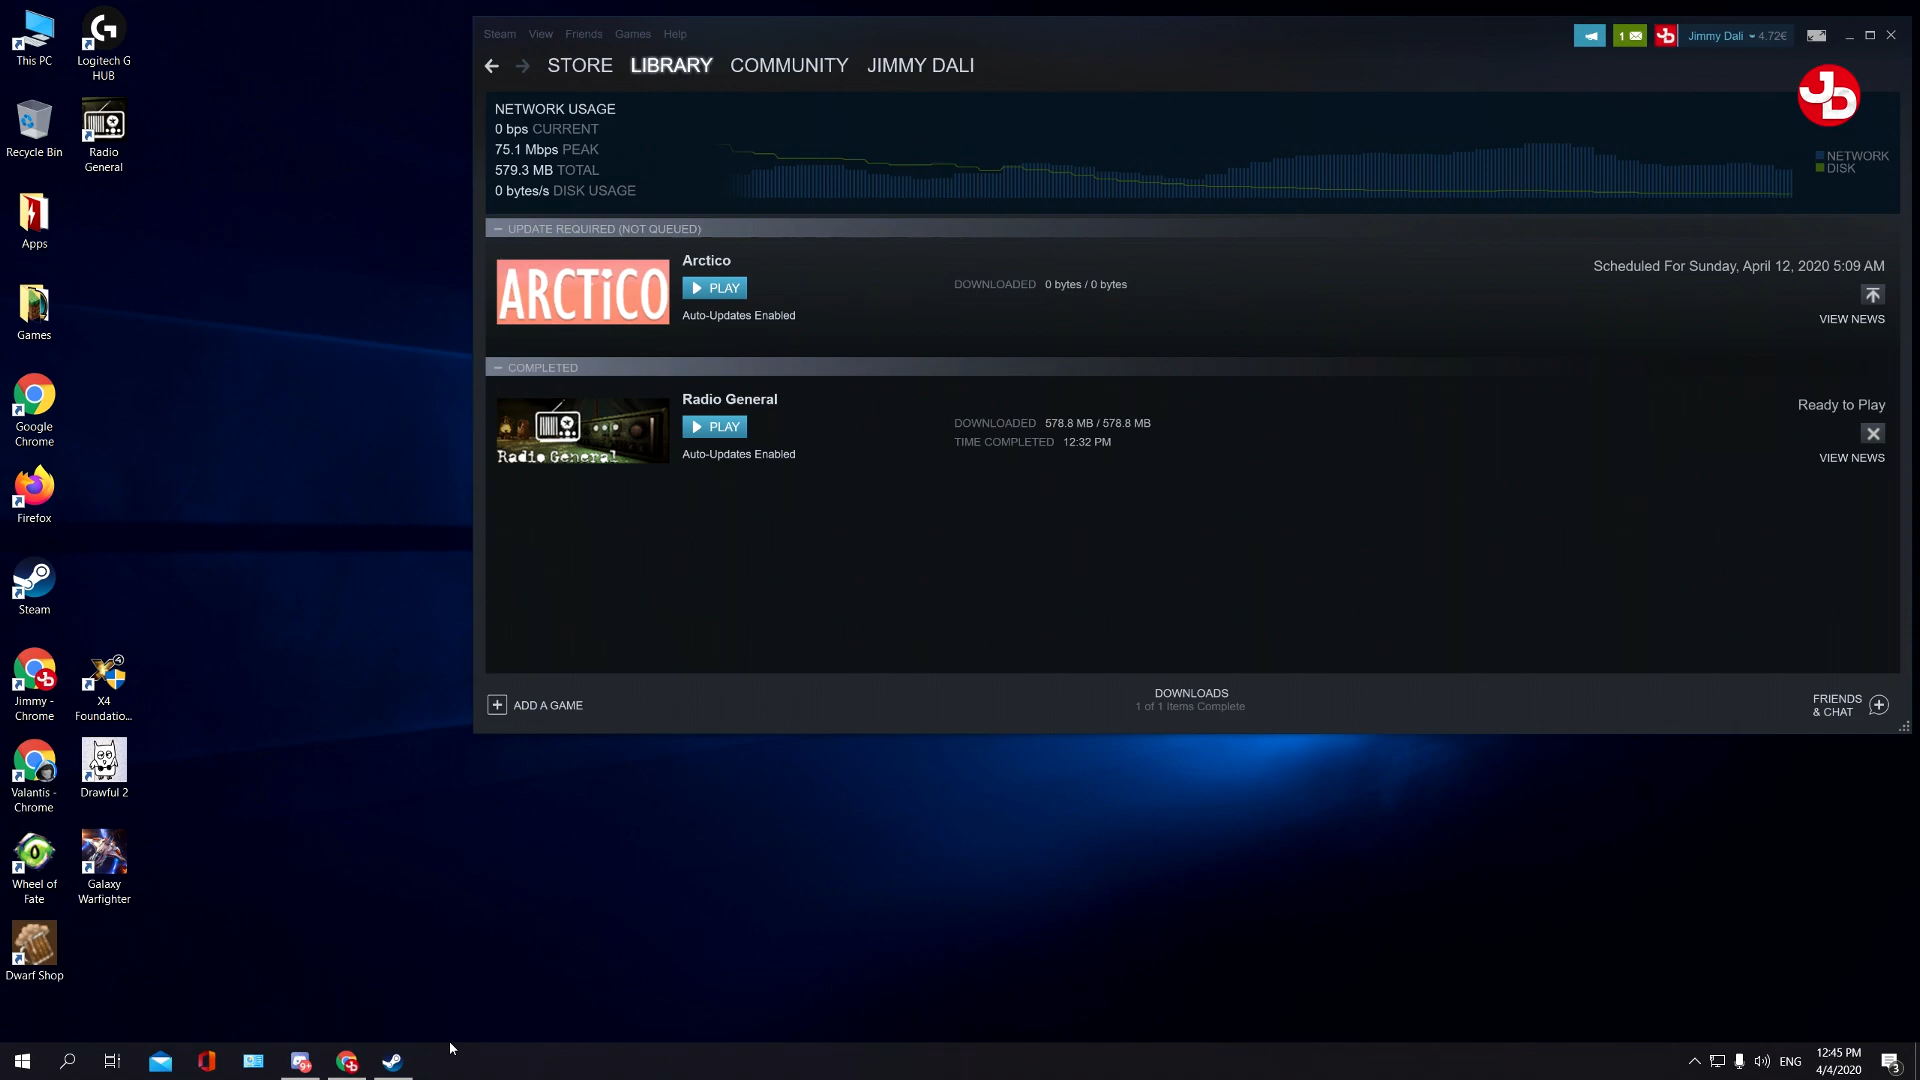 Steam View Friends Games Help
1
Jimmy Dali 4.72€
STORE LIBRARY COMMUNITY JIMMY DALI
JD
NETWORK USAGE
0 bps CURRENT
75.1 Mbps PEAK
579.3 MB TOTAL
0 bytes/s DISK USAGE
NETWORK
DISK
UPDATE REQUIRED (NOT QUEUED)
ARCTiCO
Arctico
PLAY
Auto-Updates Enabled
DOWNLOADED 0 bytes / 0 bytes
Scheduled For Sunday, April 12, 2020 5:09 AM
VIEW NEWS
COMPLETED
Radio General
Radio General
PLAY
Auto-Updates Enabled
DOWNLOADED 578.8 MB / 578.8 MB
TIME COMPLETED 12:32 PM
Ready to Play
VIEW NEWS
ADD A GAME
DOWNLOADS
1 of 1 Items Complete
FRIENDS
& CHAT
This PC
Logitech G
HUB
Recycle Bin
Radio
General
Apps
Games
Google
Chrome
Firefox
Steam
Jimmy -
Chrome
X4
Foundatio...
Valantis -
Chrome
Drawful 2
Wheel of
Fate
Galaxy
Warfighter
Dwarf Shop
9+
ENG
12:45 PM
4/4/2020
3